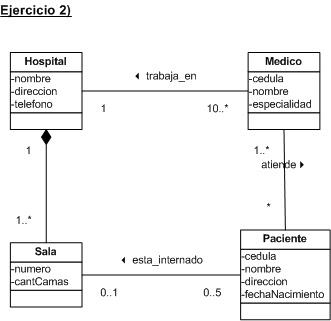 Ejercicio 2)
Hospital
-nombre
-direccion
-telefono
trabaja_en
1
10..*
Medico
-cedula
-nombre
-especialidad
1
1..*
1..*
atiende
*
Sala
-numero
-cantCamas
esta_internado
0..1
0..5
Paciente
-cedula
-nombre
-direccion
-fechaNacimiento